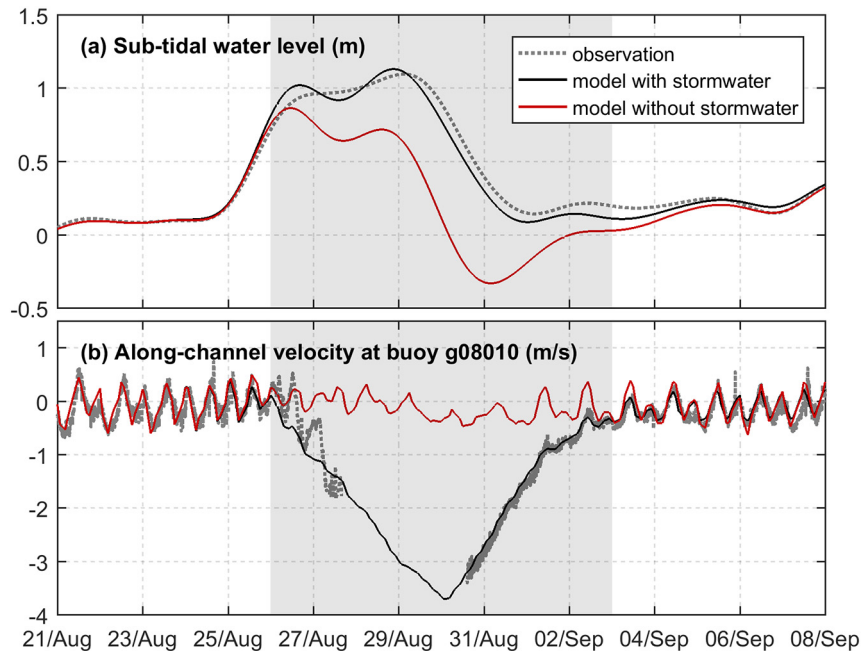 1.5
(a) Sub-tidal water level (m)
observation
model with stormwater
model without stormwater
1
0.5
0
-0.5
1
(b) Along-channel velocity at buoy g08010 (m/s)
0
-1
-2
-3
-4
21/Aug 23/Aug 25/Aug 27/Aug 29/Aug 31/Aug 02/Sep 04/Sep 06/Sep 08/Sep